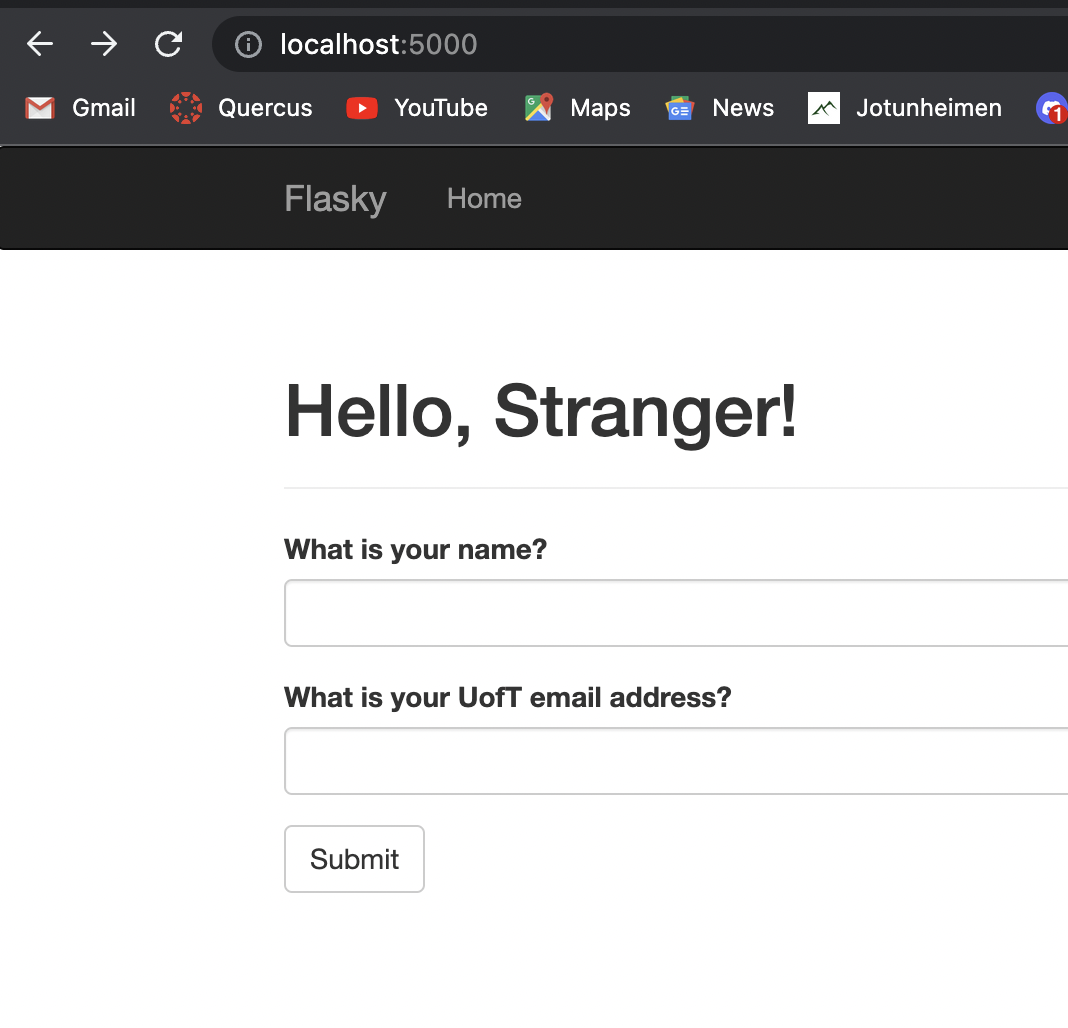 localhost:5000
Gmail Quercus YouTube Maps GE News Jotunheimen 1
Flasky Home
Hello, Stranger!
What is your name?
What is your UofT email address?
Submit